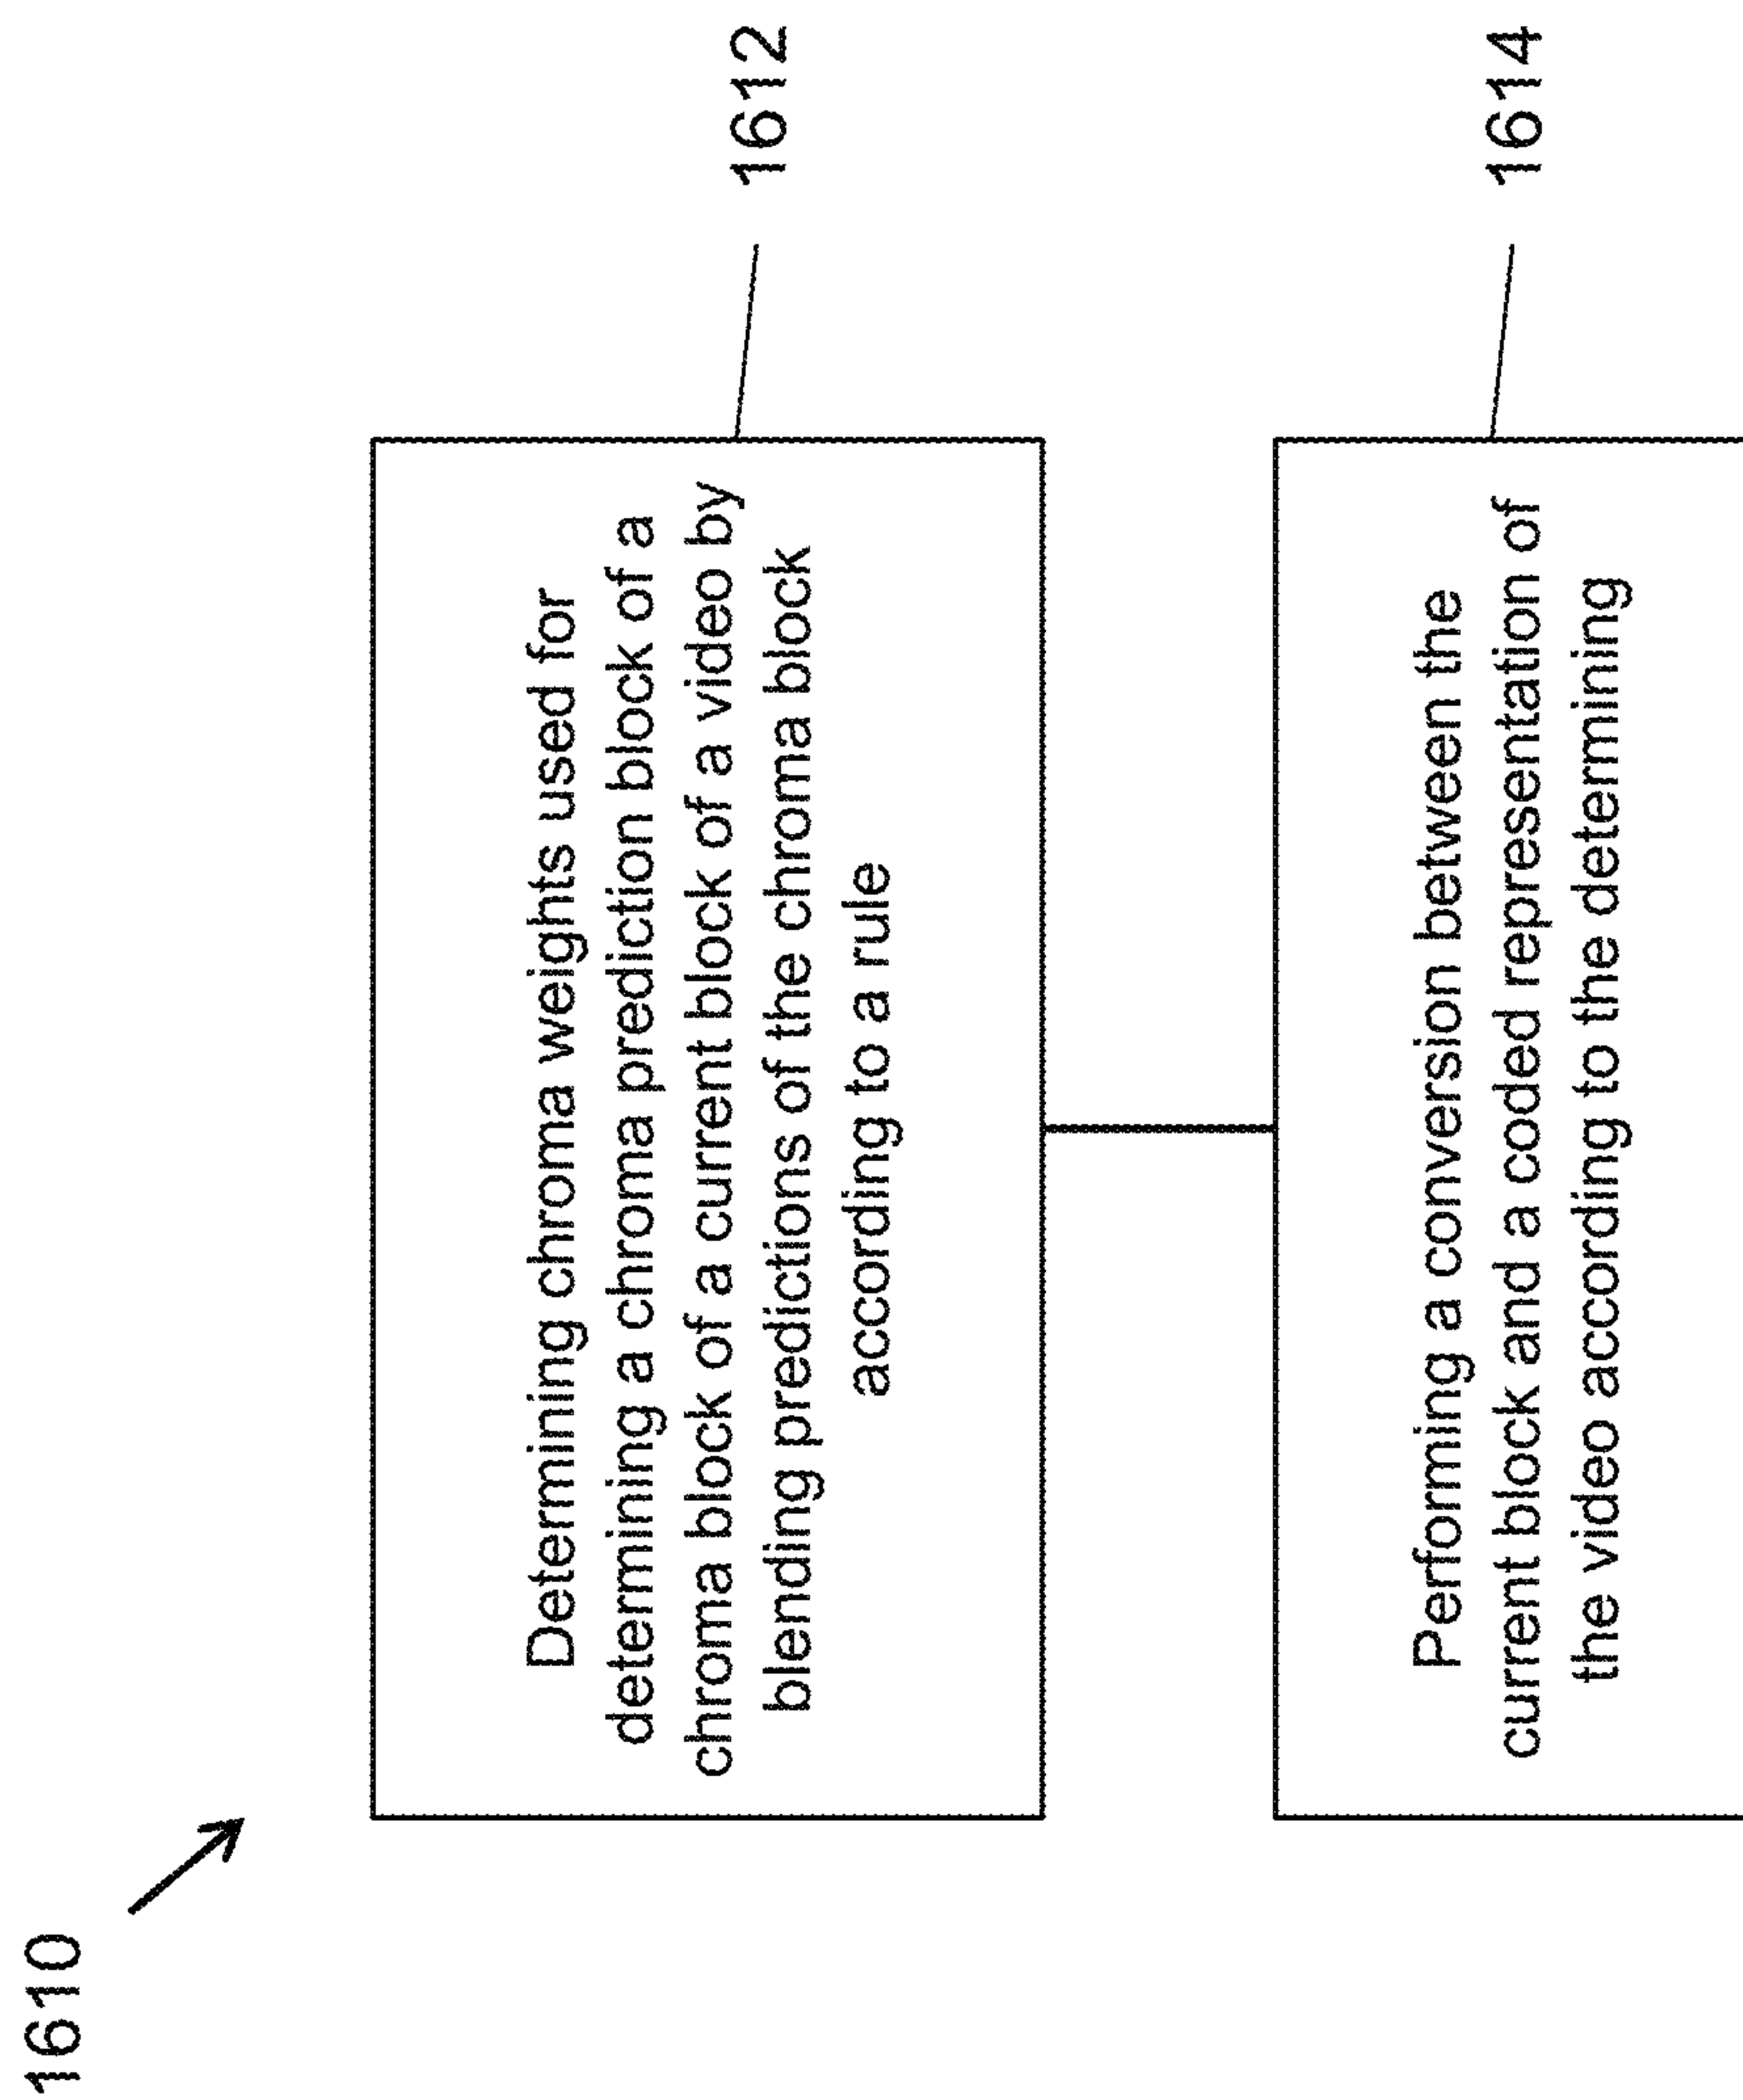 1610
Determining chroma weights used for
determining a chroma prediction block of a
chroma block of a current block of a video by
blending predictions of the chroma block
according to a rule
1612
Performing a conversion between the
current block and a coded representation of
the video according to the determining
1614